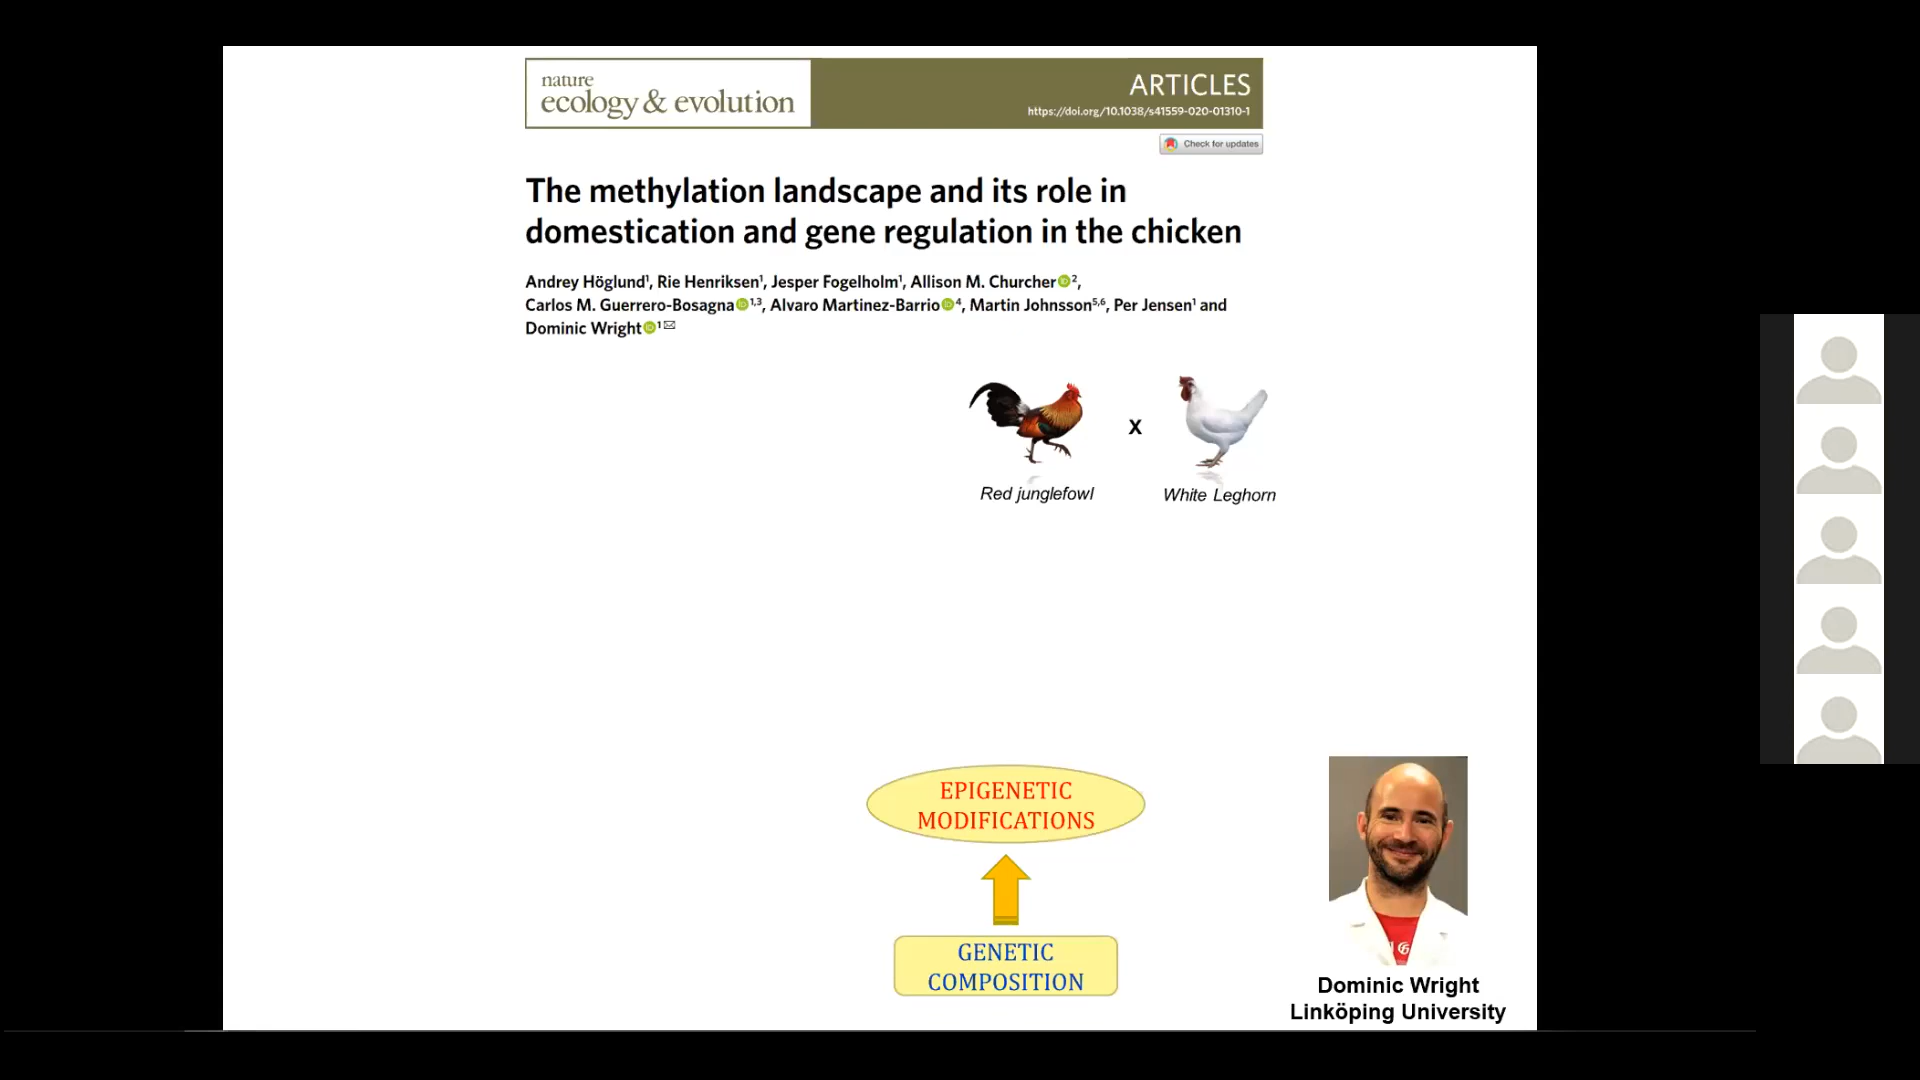 nature
ecology & evolution
ARTICLES
https://doi.org/10.1038/s41559-020-01310-1
Check for updates
The methylation landscape and its role in
domestication and gene regulation in the chicken
Andrey Höglund¹, Rie Henriksen¹, Jesper Fogelholm¹, Allison M. Churcher²,
Carlos M. Guerrero-Bosagna¹,³, Alvaro Martinez-Barrio⁴, Martin Johnsson⁵,⁶, Per Jensen¹ and
Dominic Wright¹✉
X
Red junglefowl
White Leghorn
EPIGENETIC
MODIFICATIONS
GENETIC
COMPOSITION
Dominic Wright
Linköping University